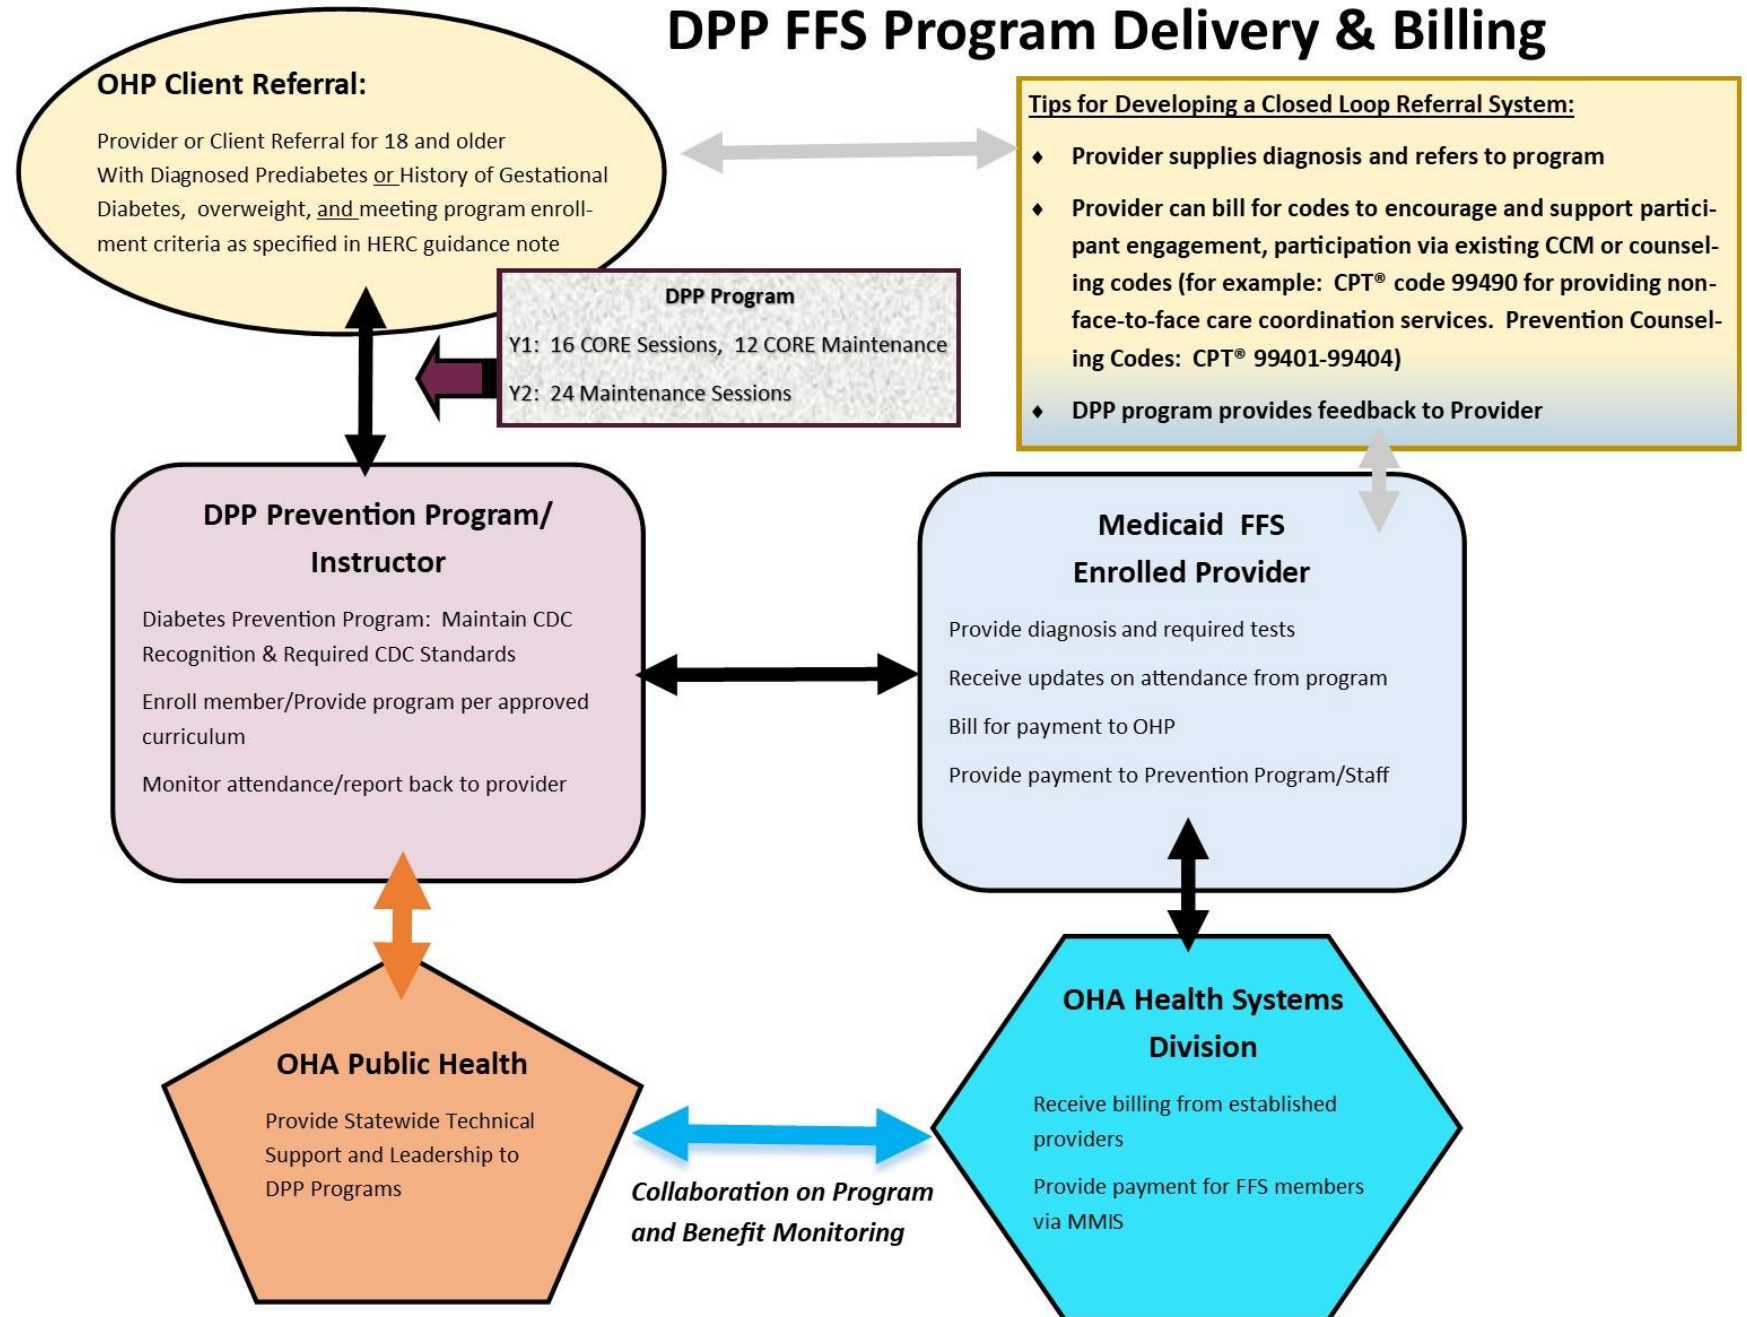 DPP FFS Program Delivery & Billing
OHP Client Referral:
Provider or Client Referral for 18 and older
With Diagnosed Prediabetes or History of Gestational
Diabetes, overweight, and meeting program enroll-
ment criteria as specified in HERC guidance note
Tips for Developing a Closed Loop Referral System:
♦ Provider supplies diagnosis and refers to program
♦ Provider can bill for codes to encourage and support partici-
pant engagement, participation via existing CCM or counsel-
ing codes (for example: CPT® code 99490 for providing non-
face-to-face care coordination services. Prevention Counsel-
ing Codes: CPT® 99401-99404)
♦ DPP program provides feedback to Provider
DPP Program
Y1: 16 CORE Sessions, 12 CORE Maintenance
Y2: 24 Maintenance Sessions
DPP Prevention Program/
Instructor
Diabetes Prevention Program: Maintain CDC
Recognition & Required CDC Standards
Enroll member/Provide program per approved
curriculum
Monitor attendance/report back to provider
Medicaid FFS
Enrolled Provider
Provide diagnosis and required tests
Receive updates on attendance from program
Bill for payment to OHP
Provide payment to Prevention Program/Staff
OHA Public Health
Provide Statewide Technical
Support and Leadership to
DPP Programs
Collaboration on Program
and Benefit Monitoring
OHA Health Systems
Division
Receive billing from established
providers
Provide payment for FFS members
via MMIS